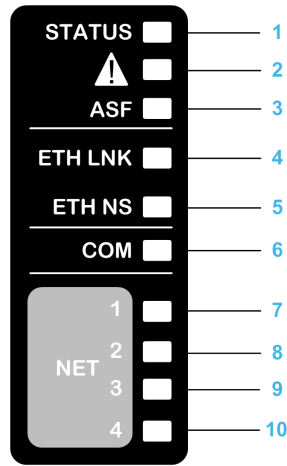 STATUS 1
! 2
ASF 3
ETH LNK 4
ETH NS 5
COM 6
1 7
2 8
NET
3 9
4 10